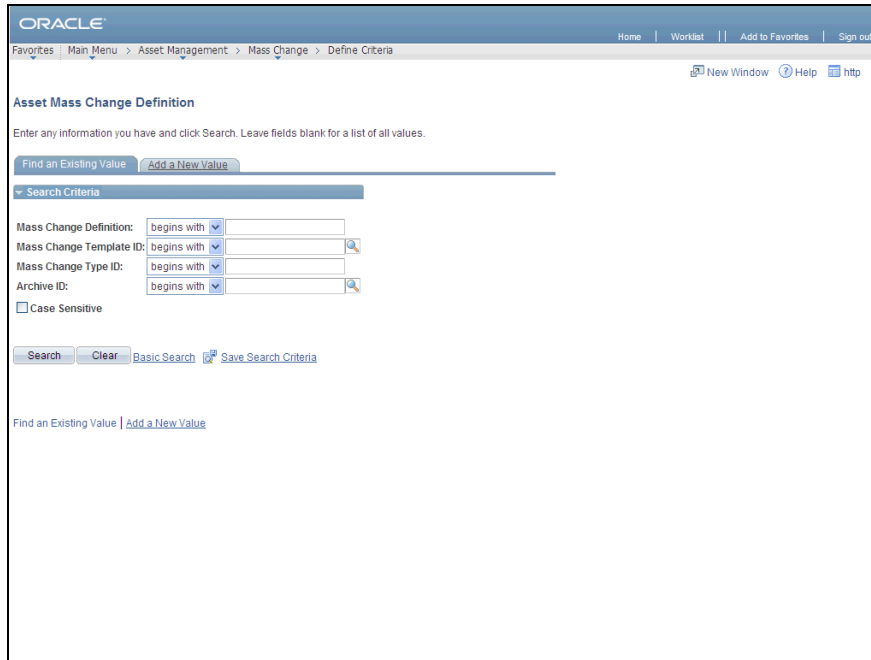 ORACLE
Home | Worklist || Add to Favorites | Sign out
Favorites | Main Menu > Asset Management > Mass Change > Define Criteria
New Window ? Help http
Asset Mass Change Definition
Enter any information you have and click Search. Leave fields blank for a list of all values.
Find an Existing Value Add a New Value
Search Criteria
Mass Change Definition: begins with
Mass Change Template ID: begins with
Mass Change Type ID: begins with
Archive ID: begins with
Case Sensitive
Search Clear Basic Search Save Search Criteria
Find an Existing Value | Add a New Value